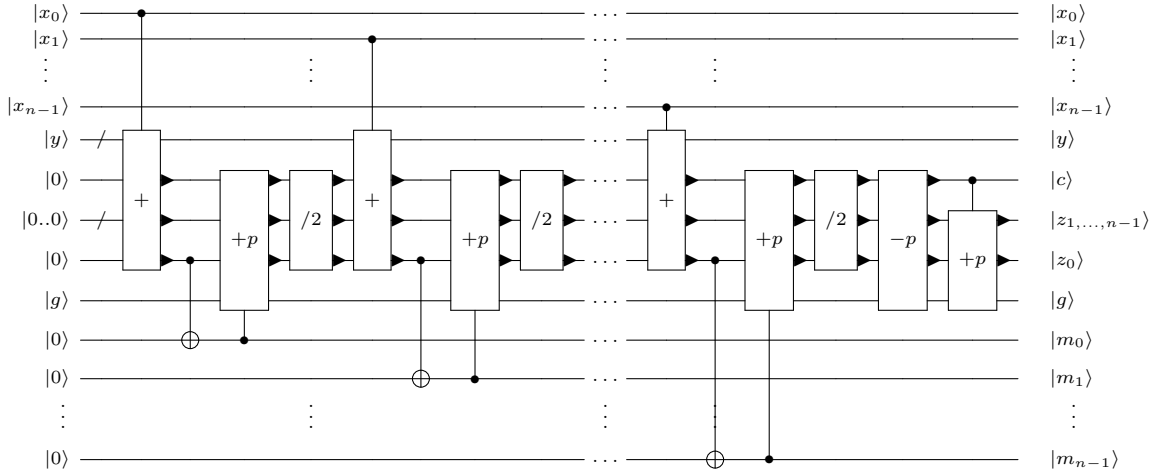 |x₀⟩ · · · |x₀⟩
|x₁⟩ · · · |x₁⟩
⋮ ⋮ ⋮ ⋮ ⋮
|xₙ₋₁⟩ · · · |xₙ₋₁⟩
|y⟩ / · · · |y⟩
|0⟩ · · · |c⟩
+ + +
|0..0⟩ / /2 /2 · · · /2 |z₁,...,ₙ₋₁⟩
+p +p +p −p
|0⟩ · · · +p |z₀⟩
|g⟩ · · · |g⟩
|0⟩ · · · |m₀⟩
|0⟩ · · · |m₁⟩
⋮ ⋮ ⋮ ⋮ ⋮
|0⟩ · · · |mₙ₋₁⟩